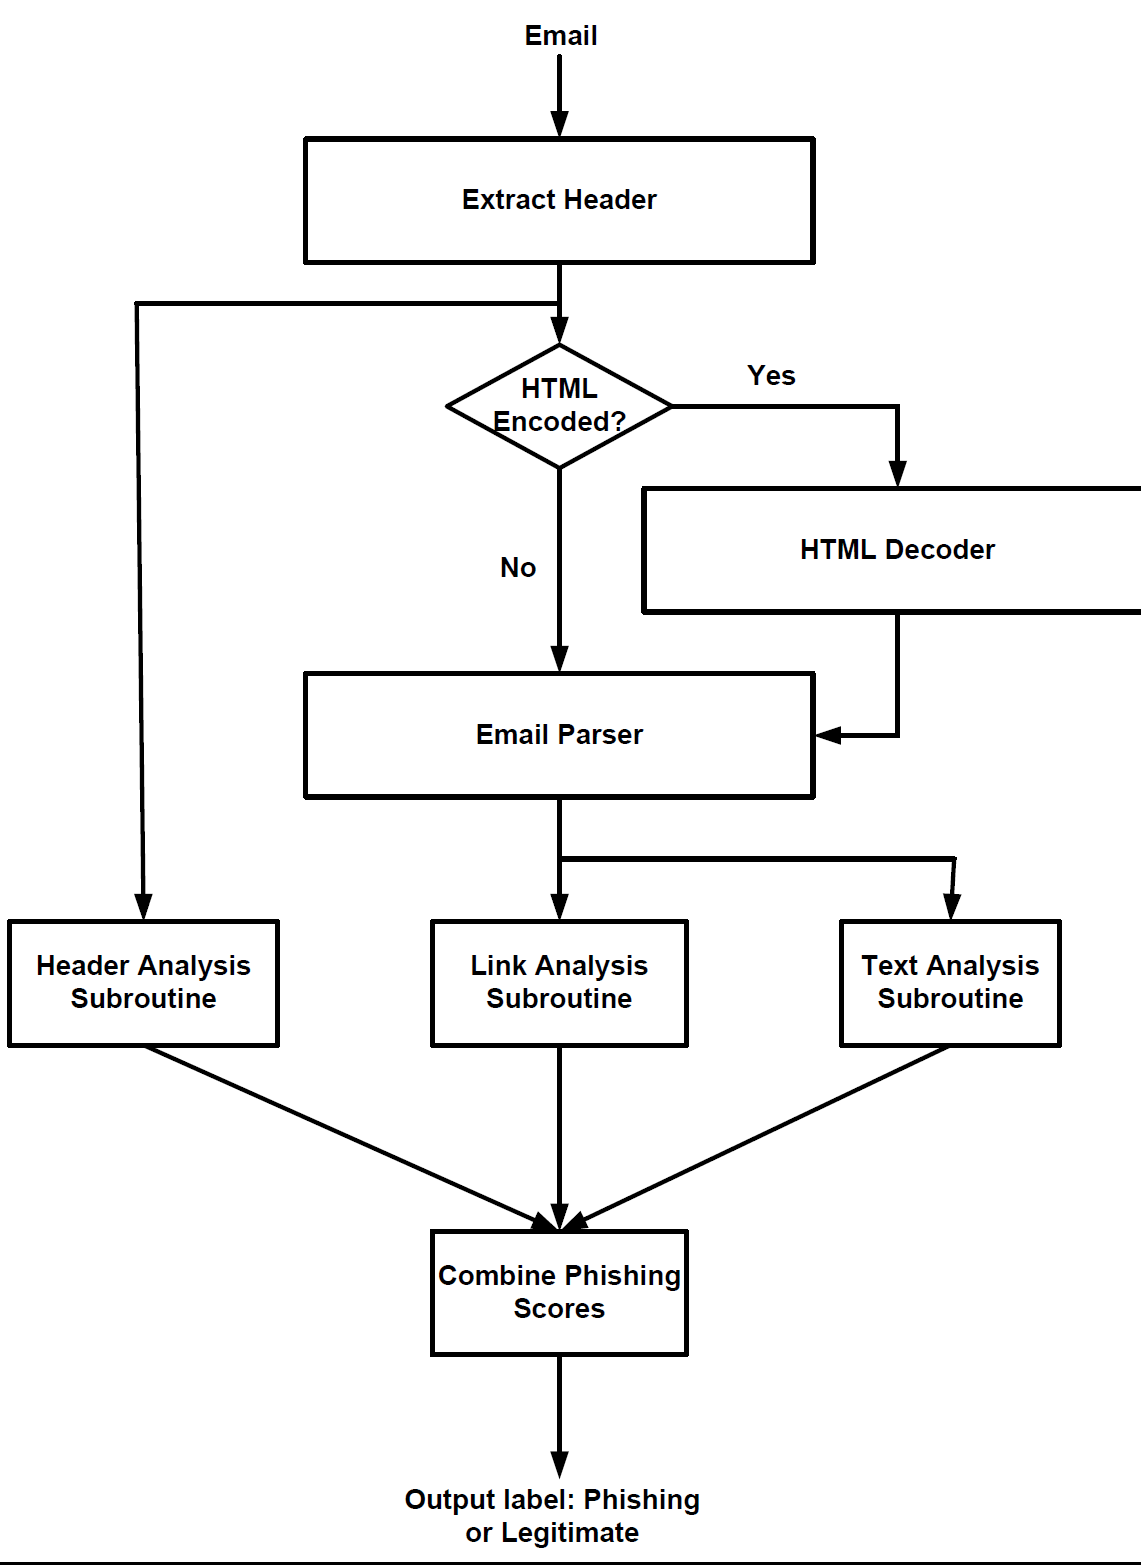 Email
Extract Header
HTML
Encoded?
Yes
HTML Decoder
No
Email Parser
Header Analysis
Subroutine
Link Analysis
Subroutine
Text Analysis
Subroutine
Combine Phishing
Scores
Output label: Phishing
or Legitimate